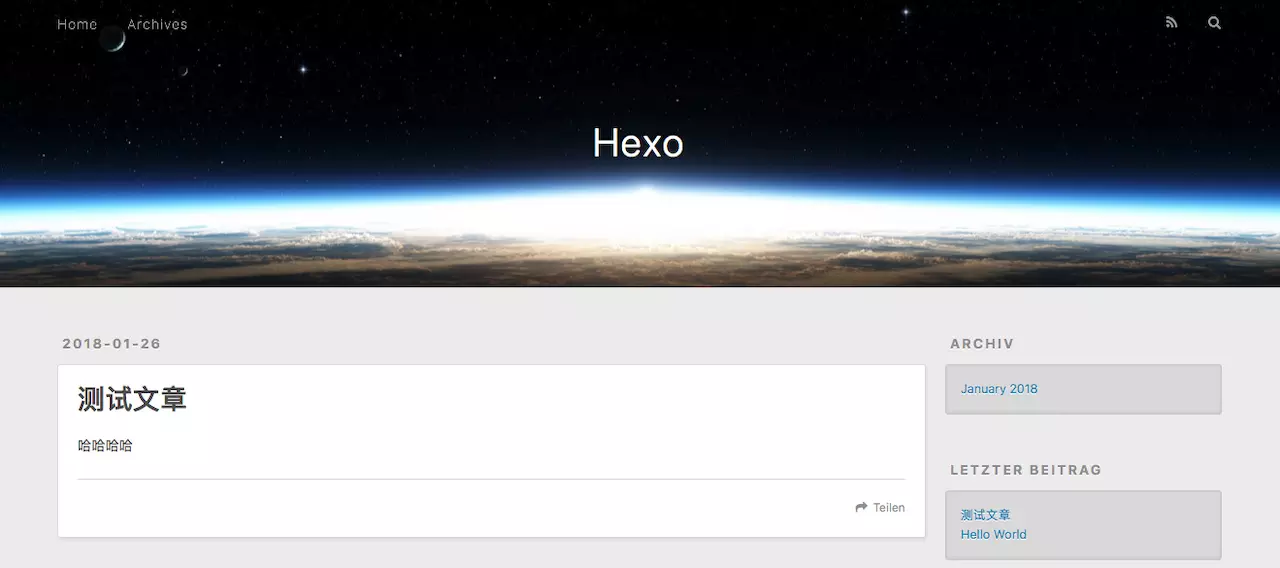 Home Archives
Hexo
2018-01-26
测试文章
哈哈哈哈
Teilen
ARCHIV
January 2018
LETZTER BEITRAG
测试文章
Hello World